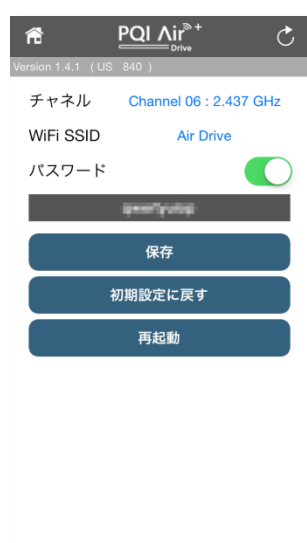 PQI Air+
Drive
Version 1.4.1 ( US 840 )
チャネル Channel 06 : 2.437 GHz
WiFi SSID Air Drive
パスワード
保存
初期設定に戻す
再起動